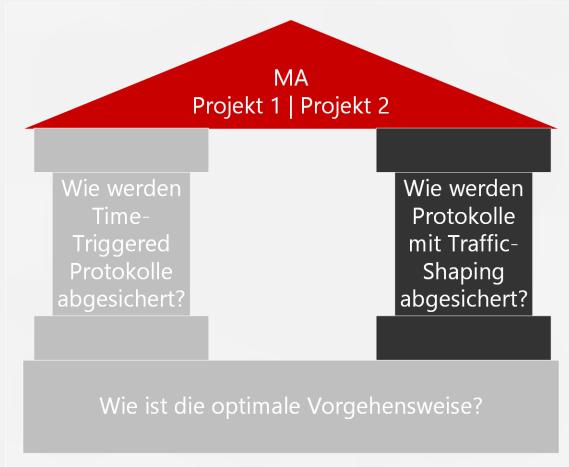 MA
Projekt 1 | Projekt 2
Wie werden
Time-
Triggered
Protokolle
abgesichert?
Wie werden
Protokolle
mit Traffic-
Shaping
abgesichert?
Wie ist die optimale Vorgehensweise?